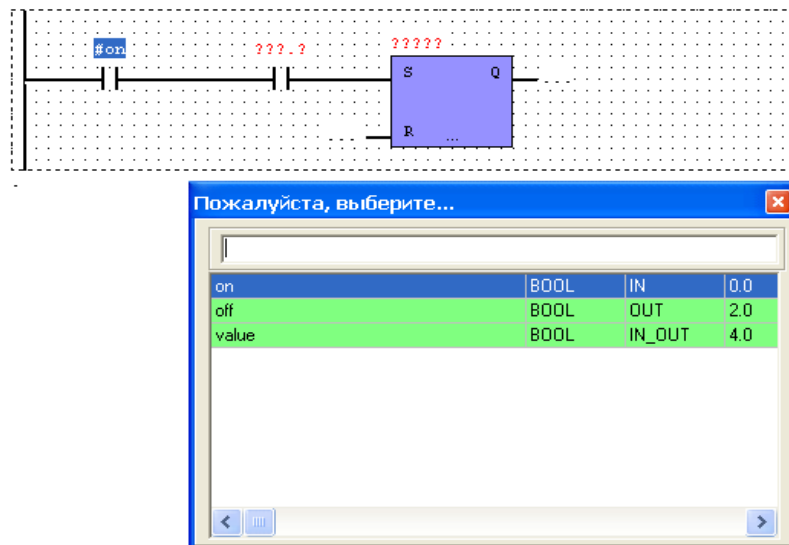 #on ???.? ?????
S Q
...
R ...
...
Пожалуйста, выберите...
on BOOL IN 0.0
off BOOL OUT 2.0
value BOOL IN_OUT 4.0